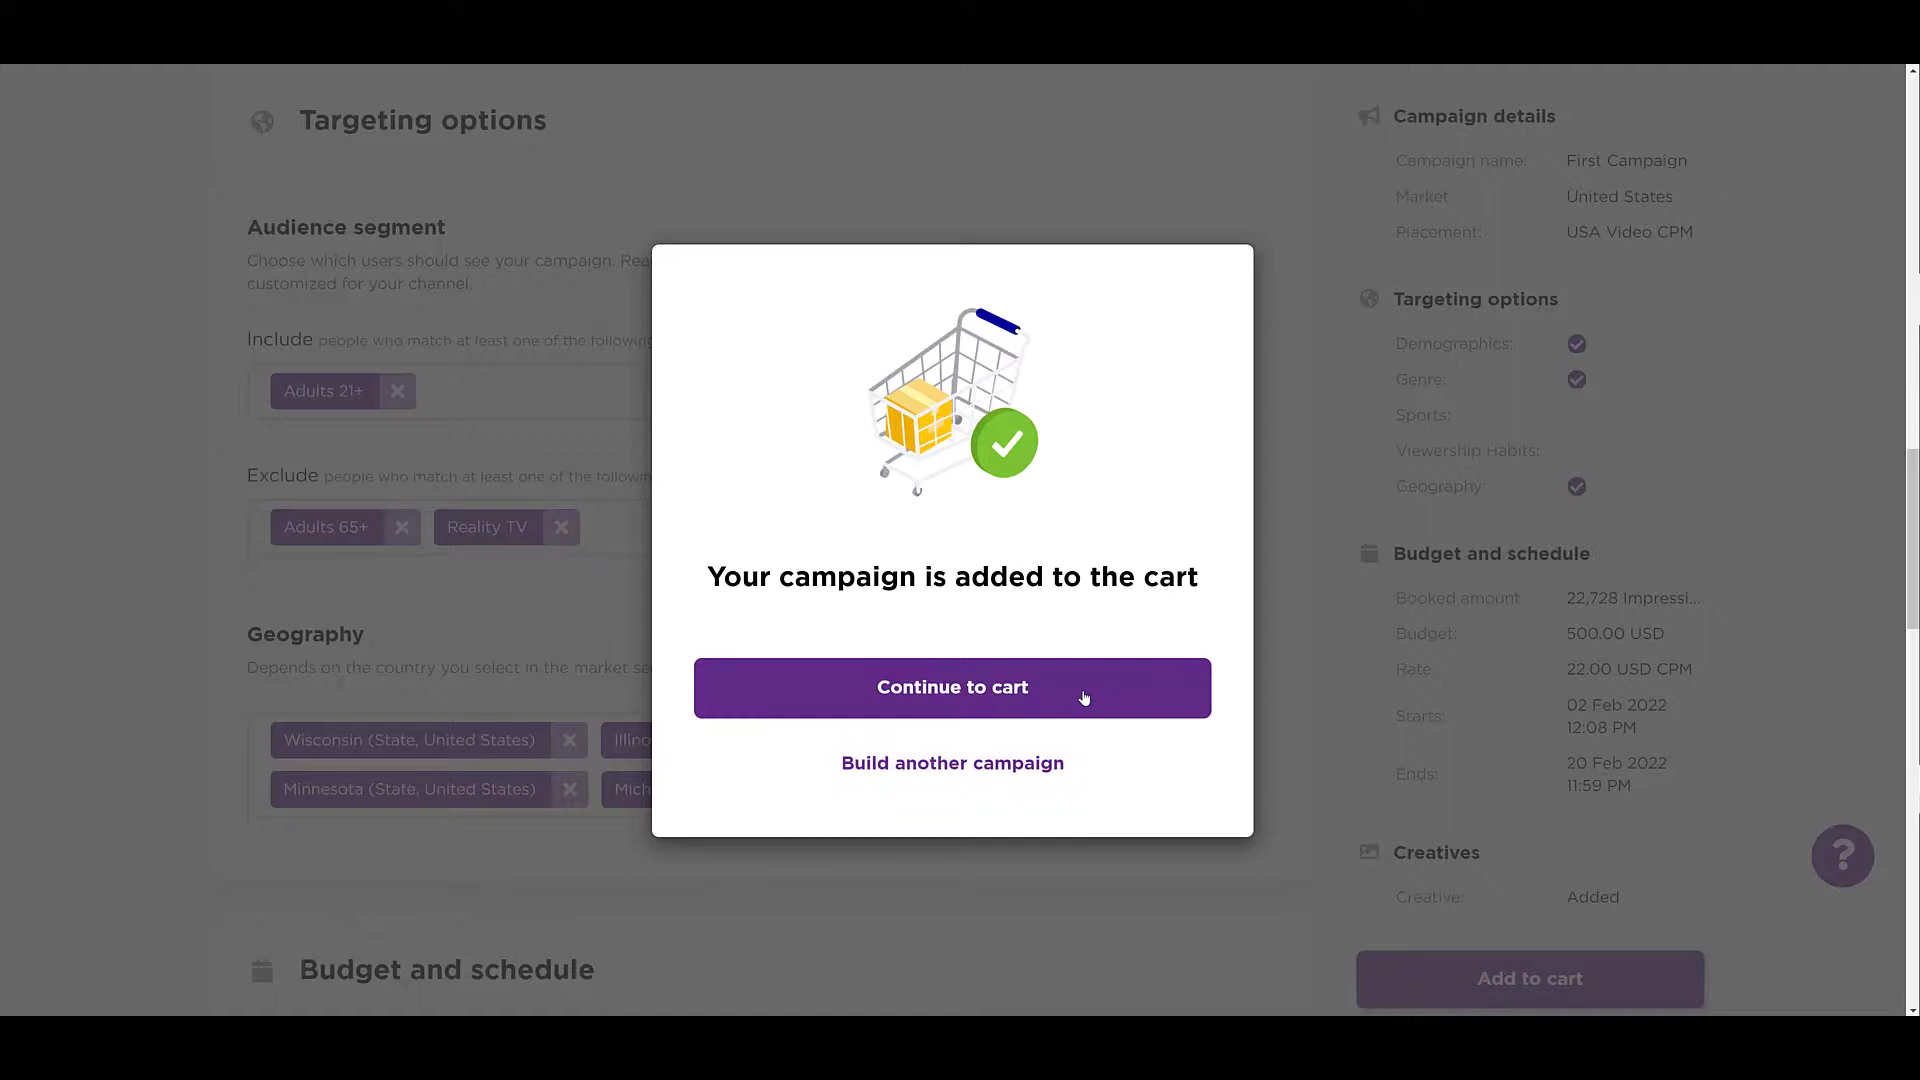 Targeting options
Audience segment
Choose which users should see your campaign.
customized for your channel.
Include people who match at least one of the following
Adults 21+
Exclude people who match at least one of the following
Adults 65+
Reality TV
Geography
Depends on the country you select in the market
Wisconsin (State, United States)
Minnesota (State, United States)
Budget and schedule
Your campaign is added to the cart
Continue to cart
Build another campaign
Campaign details
Campaign name: First Campaign
Market: United States
Placement: USA Video CPM
Targeting options
Demographics:
Genre:
Sports:
Viewership Habits:
Geography:
Budget and schedule
Booked amount 22,728 Impressi...
Budget: 500.00 USD
Rate: 22.00 USD CPM
Starts: 02 Feb 2022
12:08 PM
Ends: 20 Feb 2022
11:59 PM
Creatives
Creative: Added
Add to cart
?